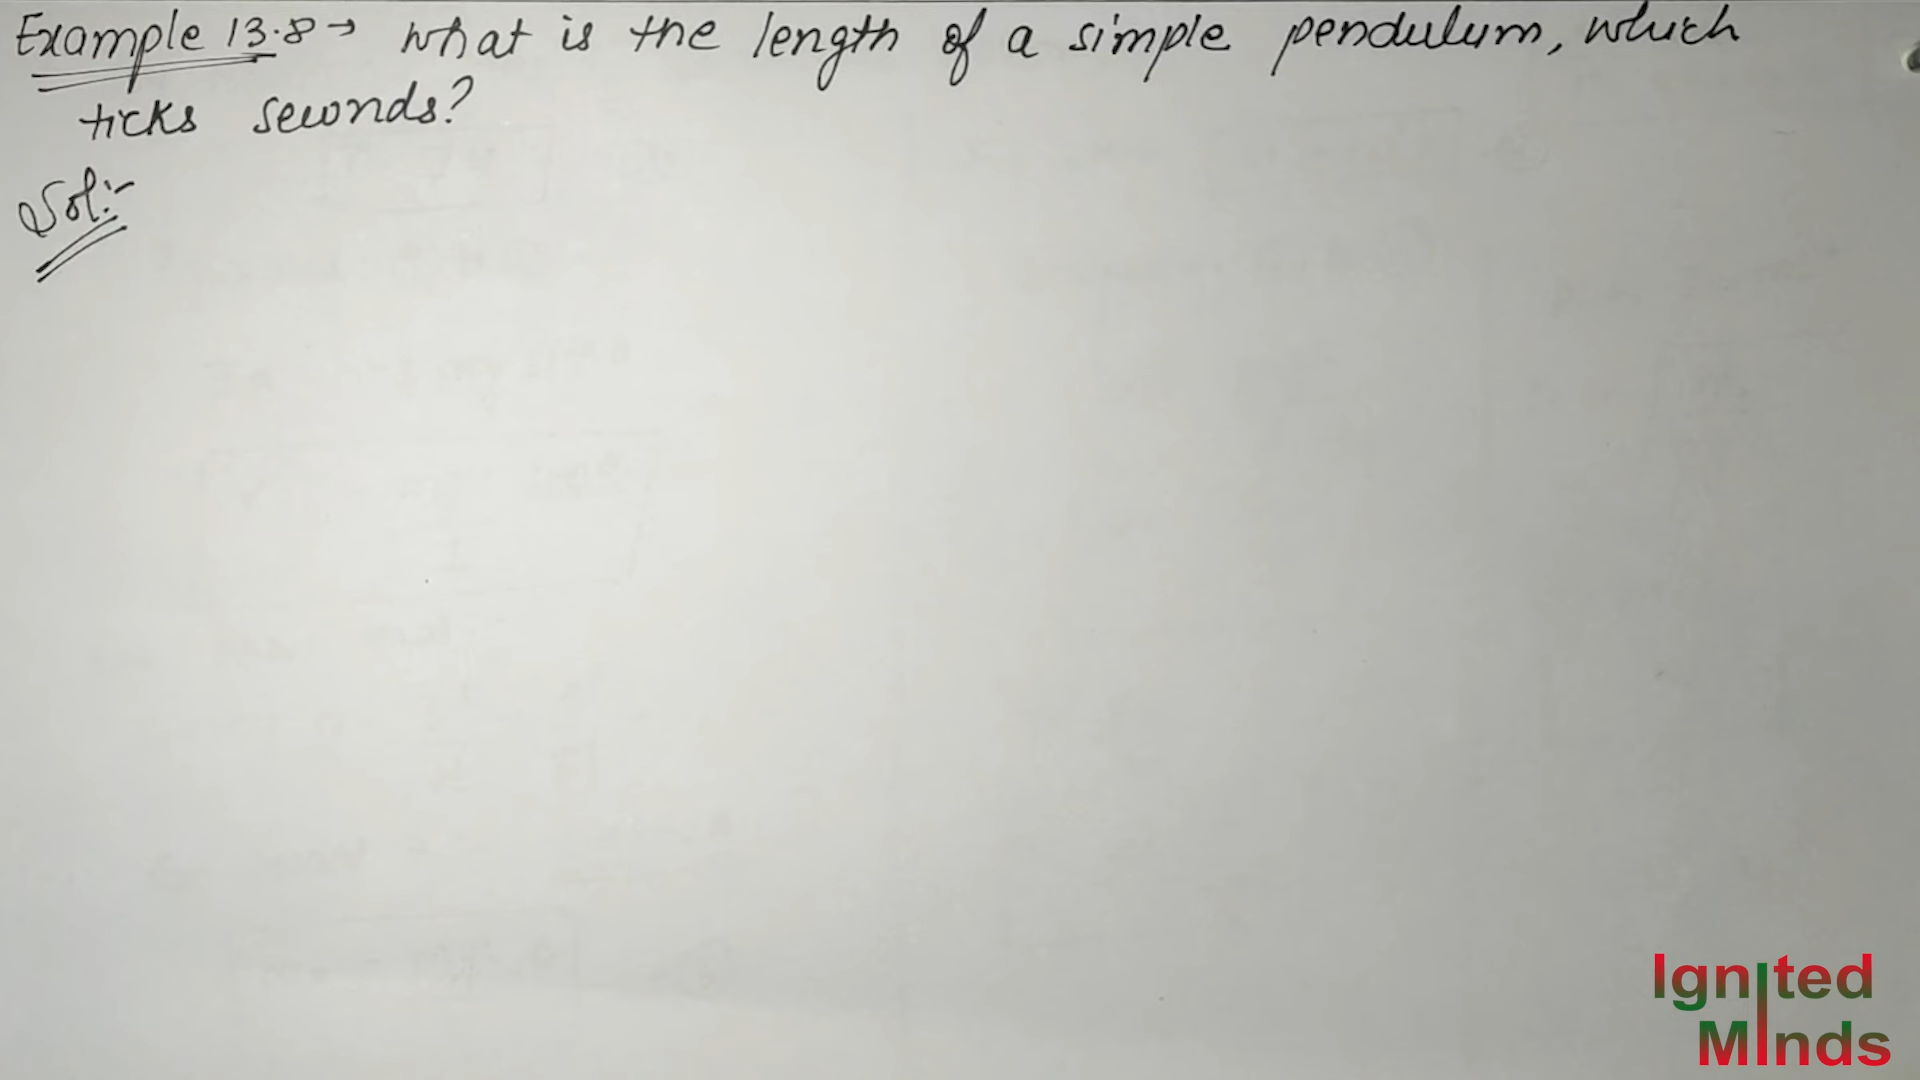 Example 13.8→ What is the length of a simple pendulum, which
ticks seconds?
Sol:-
Ignited
Minds